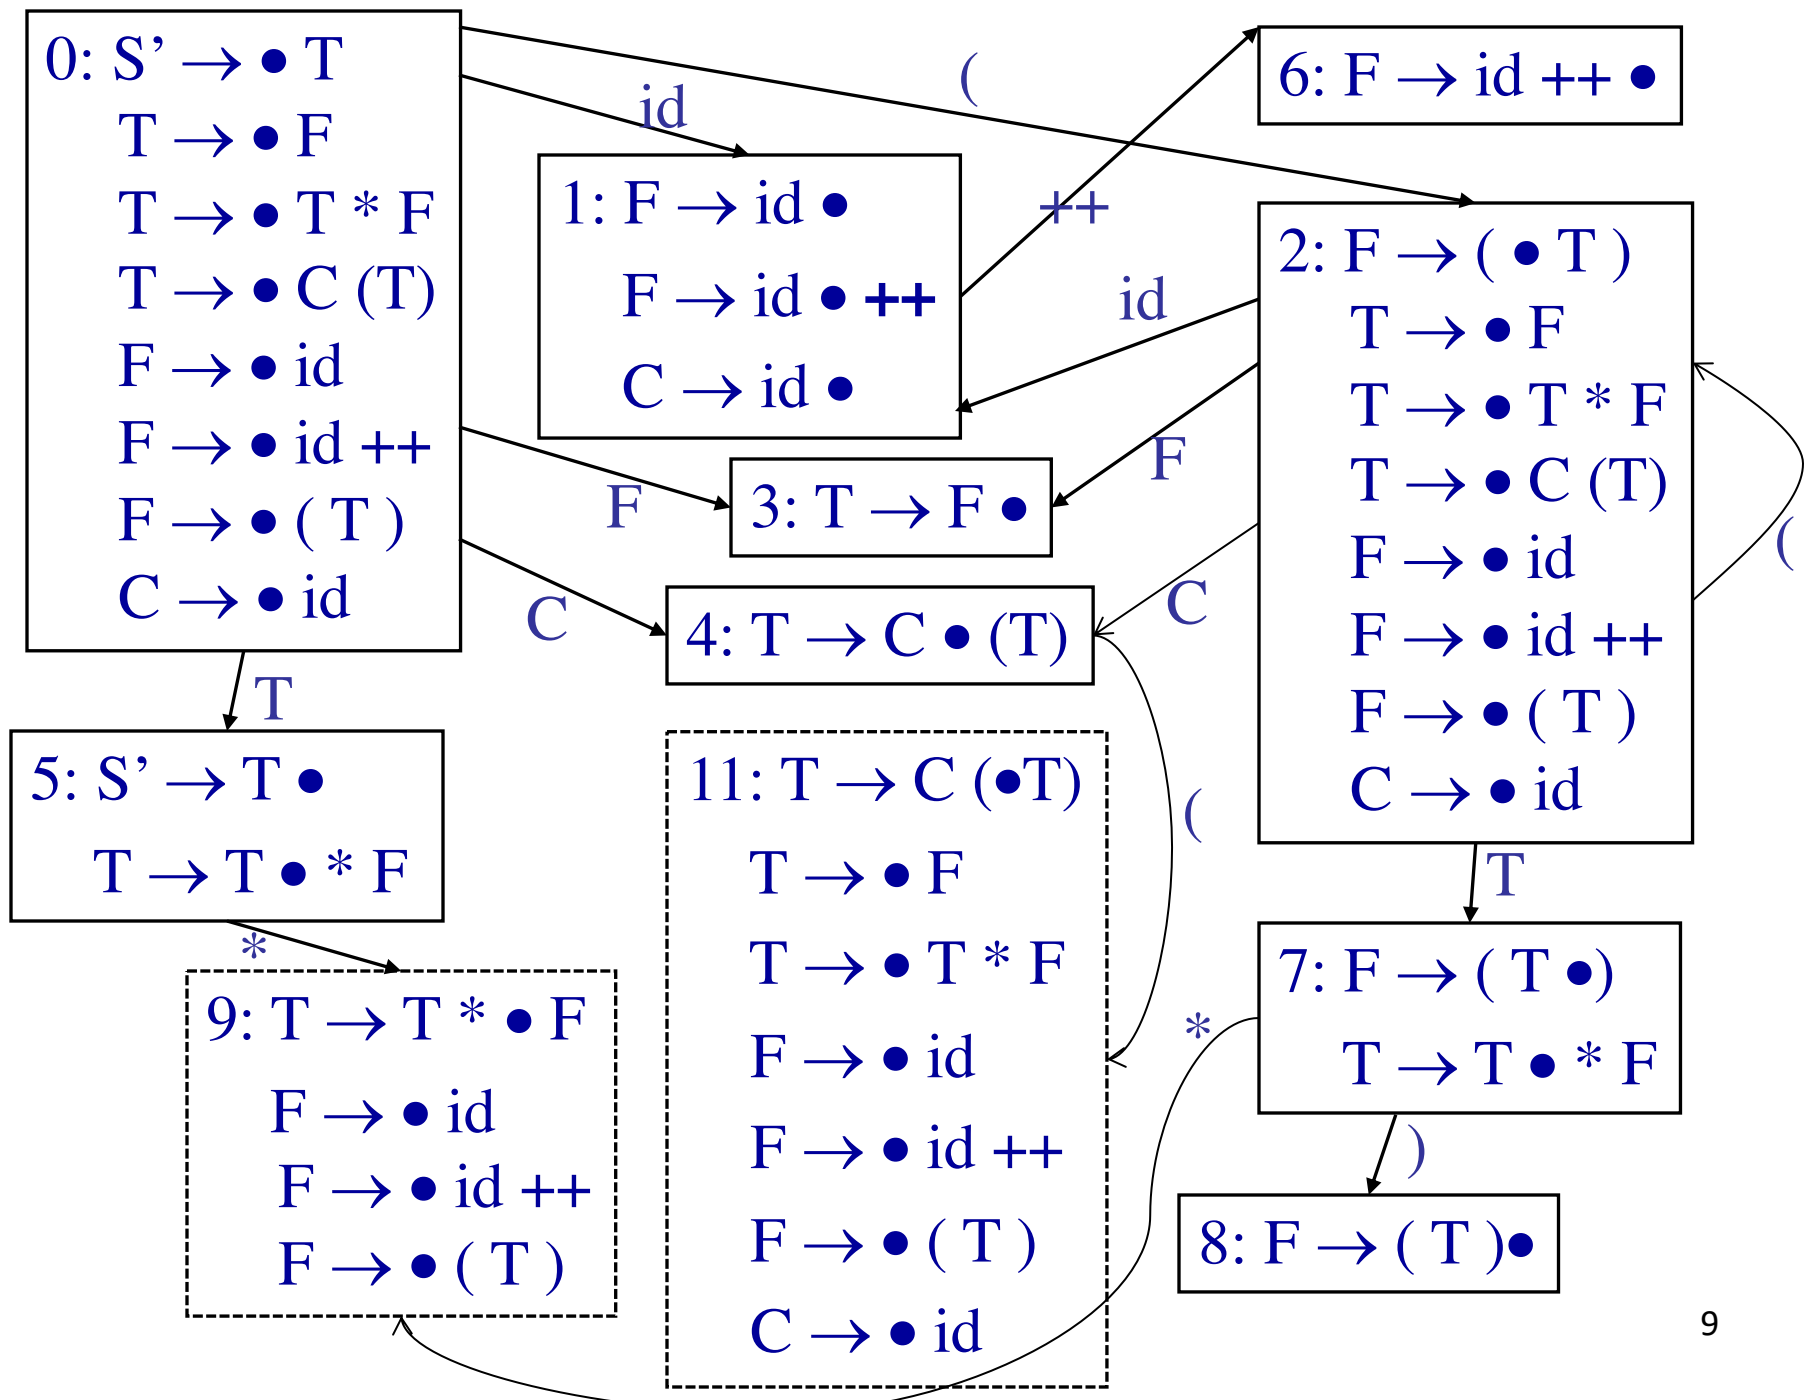 0: S’ → • T
T → • F
T → • T * F
T → • C (T)
F → • id
F → • id ++
F → • ( T )
C → • id
(
id
1: F → id •
F → id • ++
C → id •
++
6: F → id ++ •
2: F → ( • T )
T → • F
T → • T * F
T → • C (T)
F → • id
F → • id ++
F → • ( T )
C → • id
id
F
F
3: T → F •
C
C
(
4: T → C • (T)
T
5: S’ → T •
T → T • * F
*
9: T → T * • F
F → • id
F → • id ++
F → • ( T )
11: T → C (•T)
T → • F
T → • T * F
F → • id
F → • id ++
F → • ( T )
C → • id
(
T
7: F → ( T •)
T → T • * F
*
)
8: F → ( T )•
9